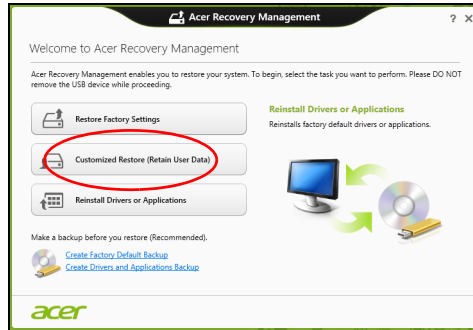 Acer Recovery Management
? X
Welcome to Acer Recovery Management
Acer Recovery Management enables you to restore your system. To begin, select the task you want to perform. Please DO NOT
remove the USB device while proceeding.
Restore Factory Settings
Customized Restore (Retain User Data)
Reinstall Drivers or Applications
Reinstall Drivers or Applications
Reinstalls factory default drivers or applications.
Make a backup before you restore (Recommended).
Create Factory Default Backup
Create Drivers and Applications Backup
acer